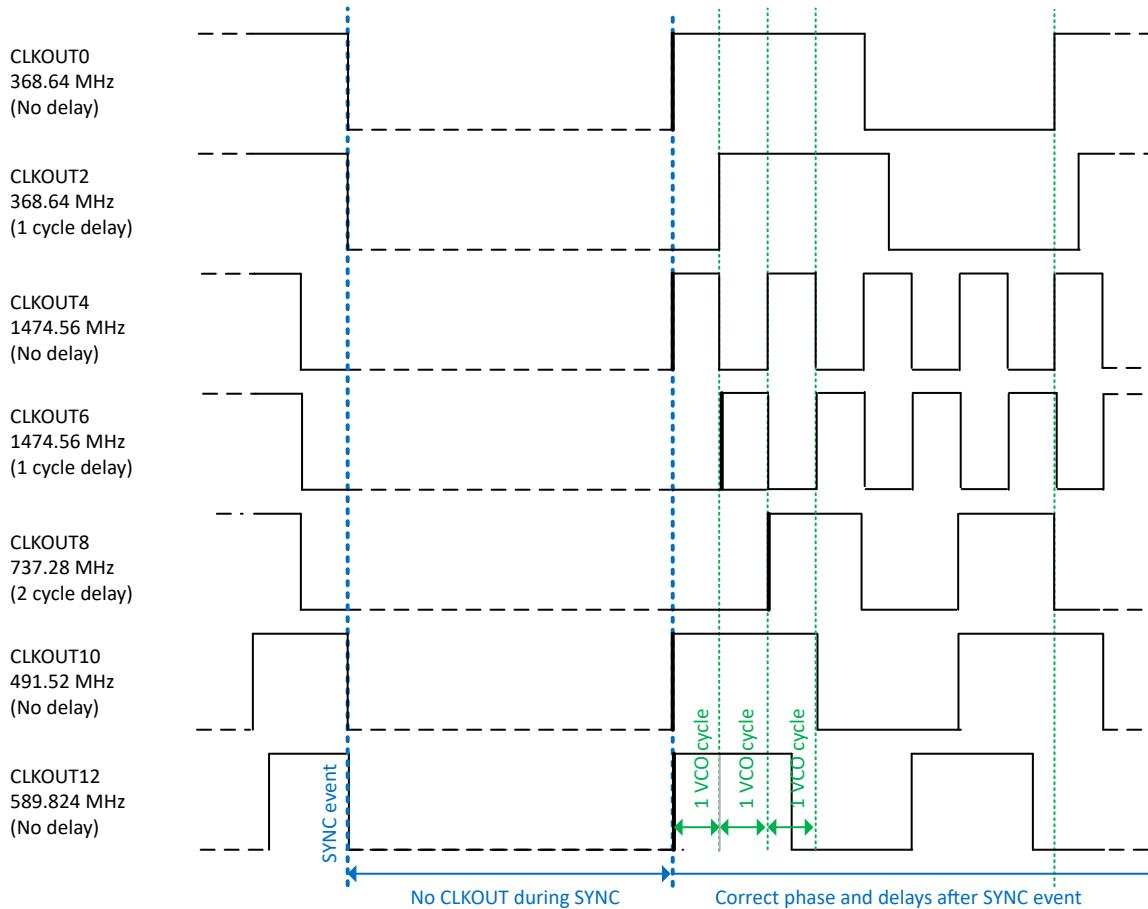 CLKOUT0
368.64 MHz
(No delay)
CLKOUT2
368.64 MHz
(1 cycle delay)
CLKOUT4
1474.56 MHz
(No delay)
CLKOUT6
1474.56 MHz
(1 cycle delay)
CLKOUT8
737.28 MHz
(2 cycle delay)
CLKOUT10
491.52 MHz
(No delay)
CLKOUT12
589.824 MHz
(No delay)
SYNC event
1 VCO cycle
1 VCO cycle
1 VCO cycle
No CLKOUT during SYNC
Correct phase and delays after SYNC event